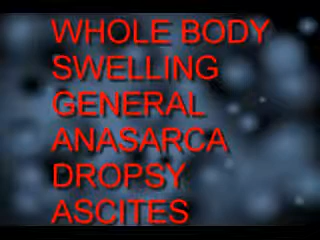 WHOLE BODY
SWELLING
GENERAL
ANASARCA
DROPSY
ASCITES